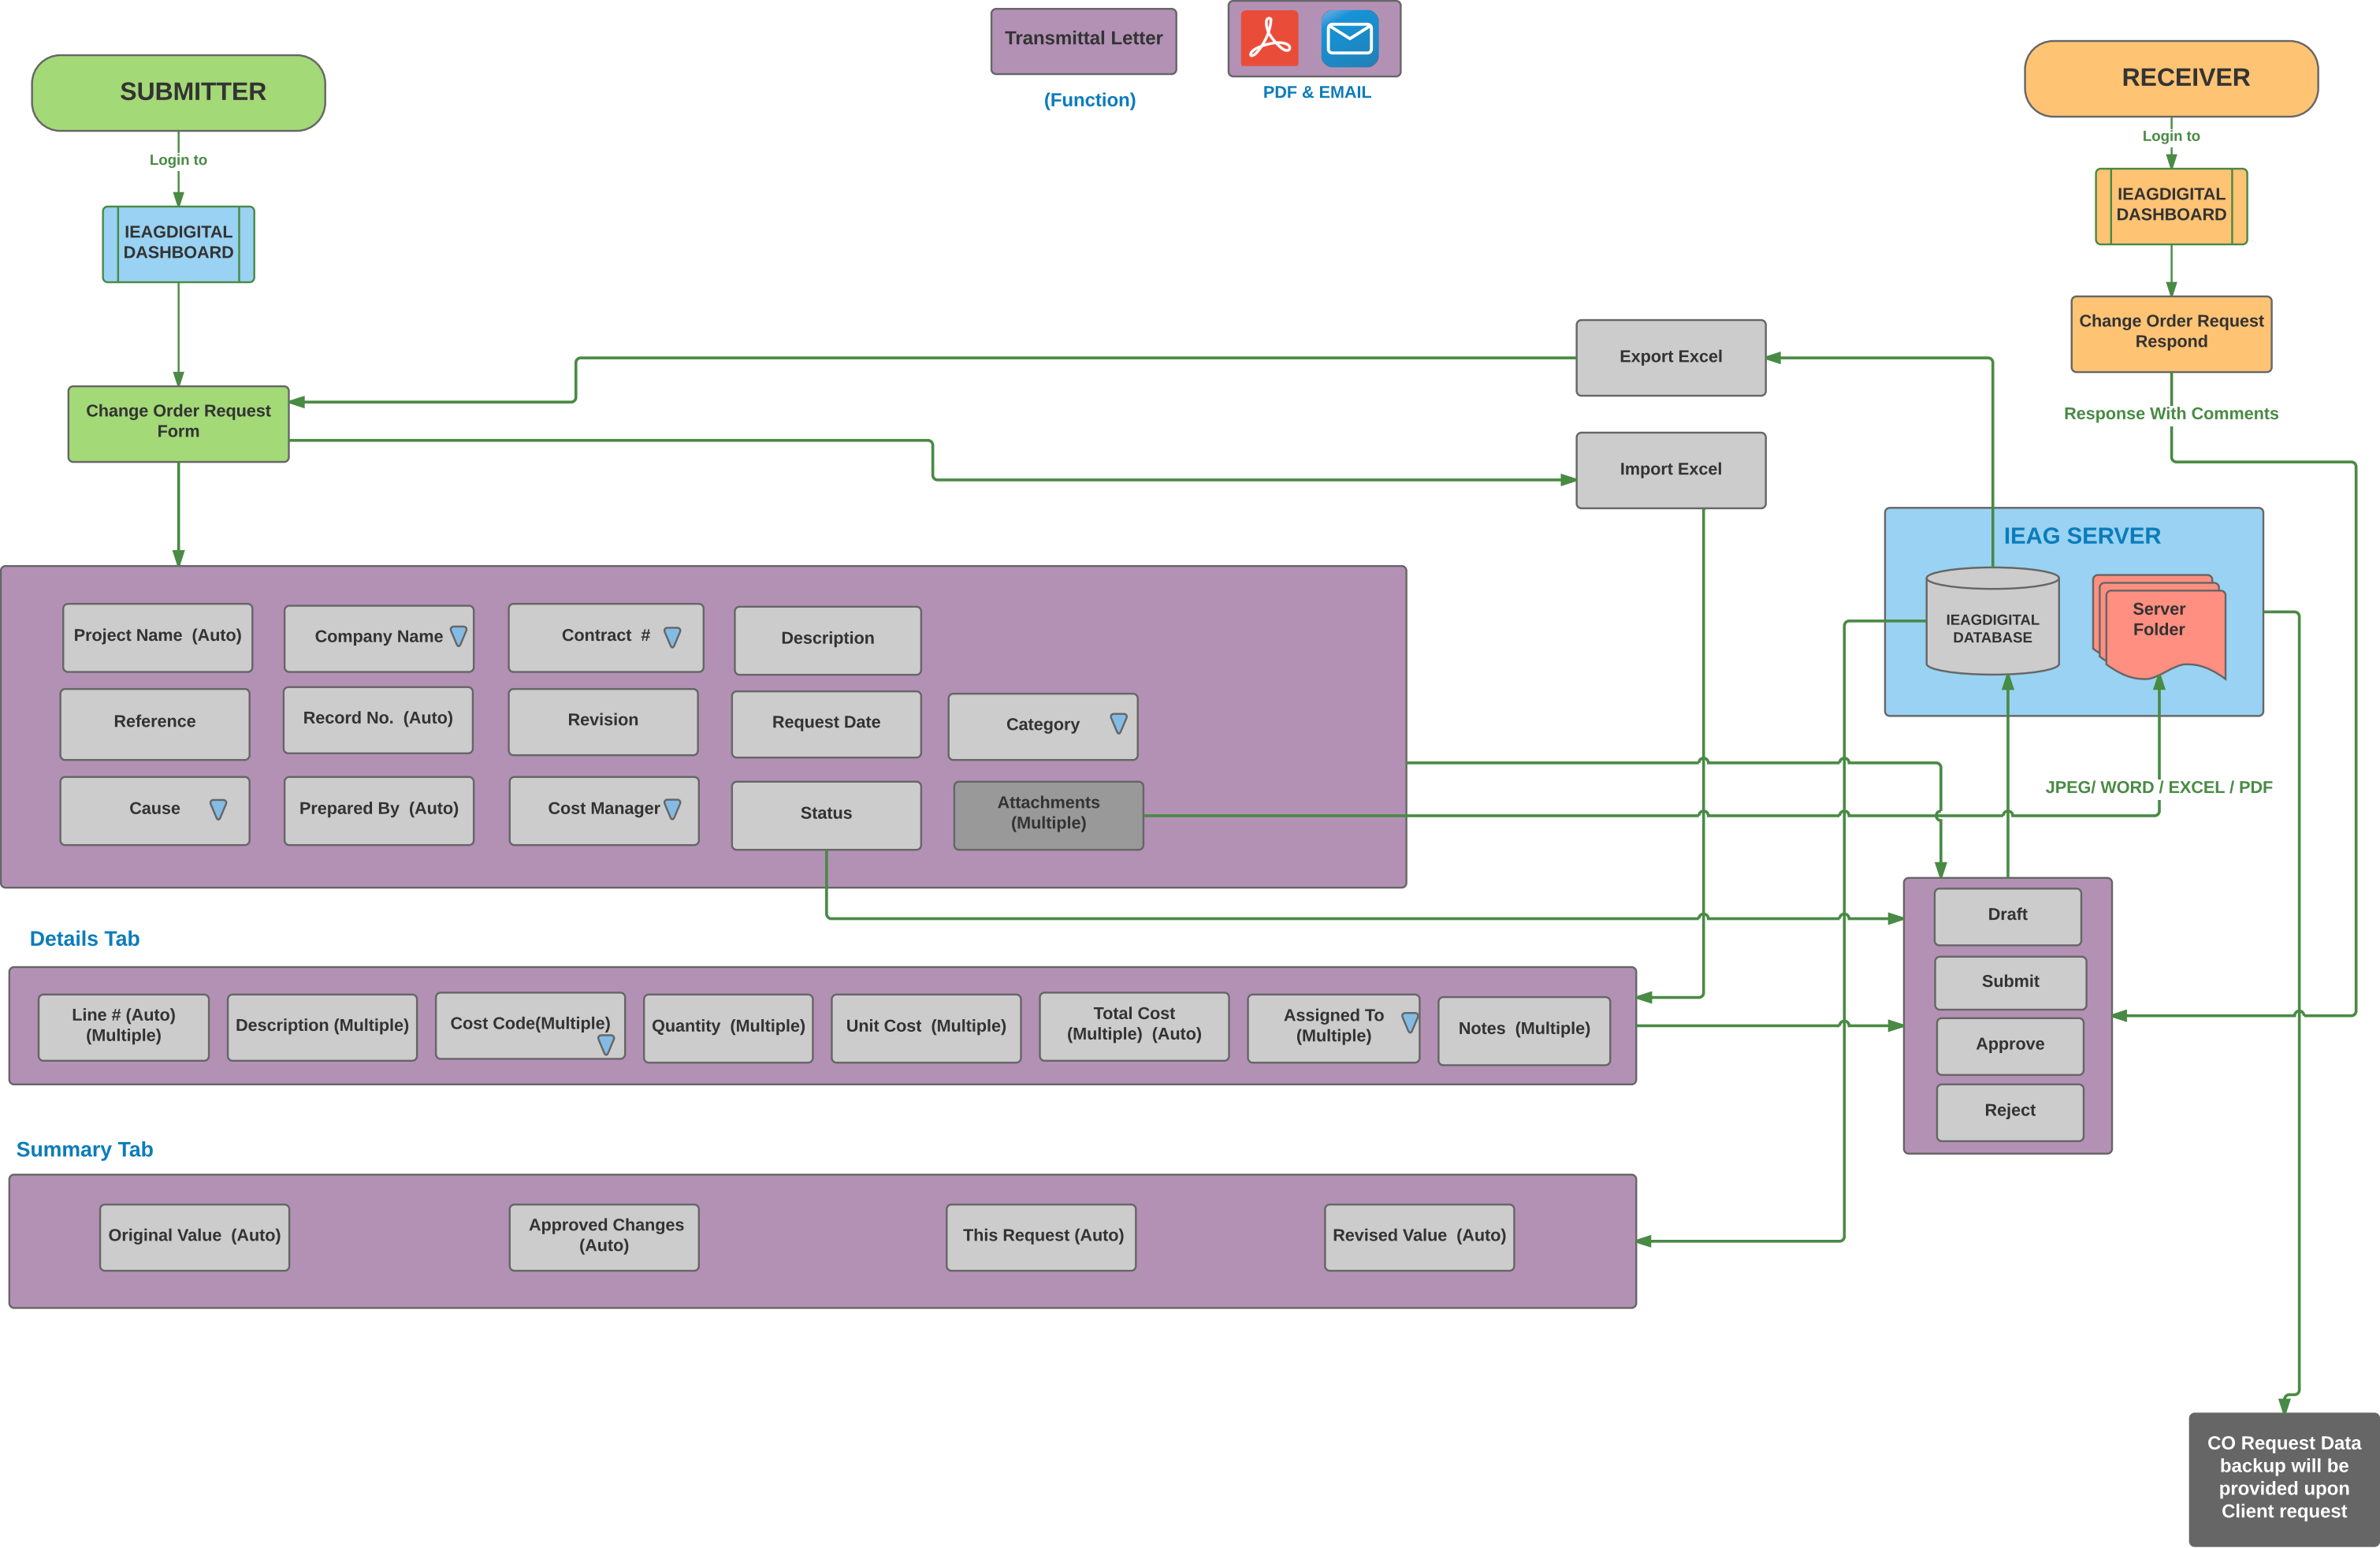 SUBMITTER
Login to
IEAGDIGITAL
DASHBOARD
Change Order Request
Form
Transmittal Letter
(Function)
PDF & EMAIL
RECEIVER
Login to
IEAGDIGITAL
DASHBOARD
Change Order Request
Respond
Response With Comments
Export Excel
Import Excel
IEAG SERVER
IEAGDIGITAL
DATABASE
Server
Folder
JPEG/ WORD / EXCEL / PDF
Project Name (Auto)
Company Name
Contract #
Description
Reference
Record No. (Auto)
Revision
Request Date
Category
Cause
Prepared By (Auto)
Cost Manager
Status
Attachments
(Multiple)
Draft
Submit
Approve
Reject
Details Tab
Line # (Auto)
(Multiple)
Description (Multiple)
Cost Code(Multiple)
Quantity (Multiple)
Unit Cost (Multiple)
Total Cost
(Multiple) (Auto)
Assigned To
(Multiple)
Notes (Multiple)
Summary Tab
Original Value (Auto)
Approved Changes
(Auto)
This Request (Auto)
Revised Value (Auto)
CO Request Data
backup will be
provided upon
Client request